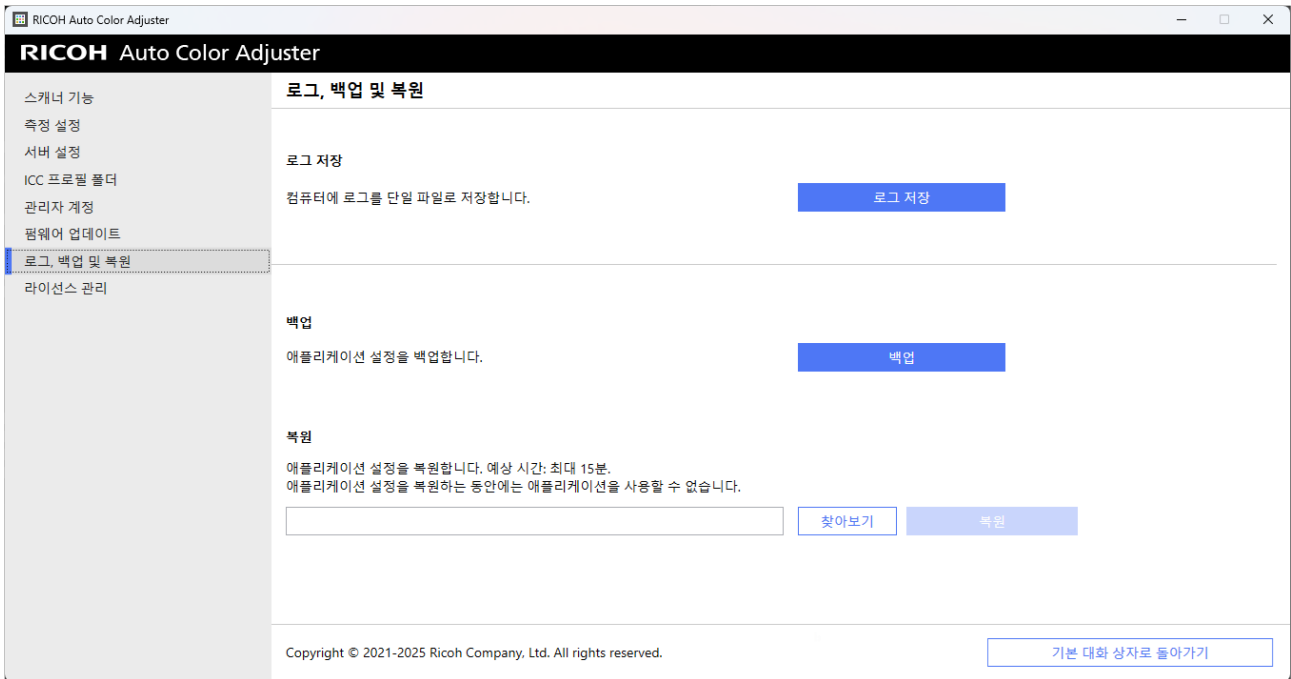 RICOH Auto Color Adjuster
RICOH Auto Color Adjuster
스캐너 기능
측정 설정
서버 설정
ICC 프로필 폴더
관리자 계정
펌웨어 업데이트
로그, 백업 및 복원
라이선스 관리
로그, 백업 및 복원
로그 저장
컴퓨터에 로그를 단일 파일로 저장합니다.
로그 저장
백업
애플리케이션 설정을 백업합니다.
백업
복원
애플리케이션 설정을 복원합니다. 예상 시간: 최대 15분.
애플리케이션 설정을 복원하는 동안에는 애플리케이션을 사용할 수 없습니다.
찾아보기
복원
Copyright © 2021-2025 Ricoh Company, Ltd. All rights reserved.
기본 대화 상자로 돌아가기